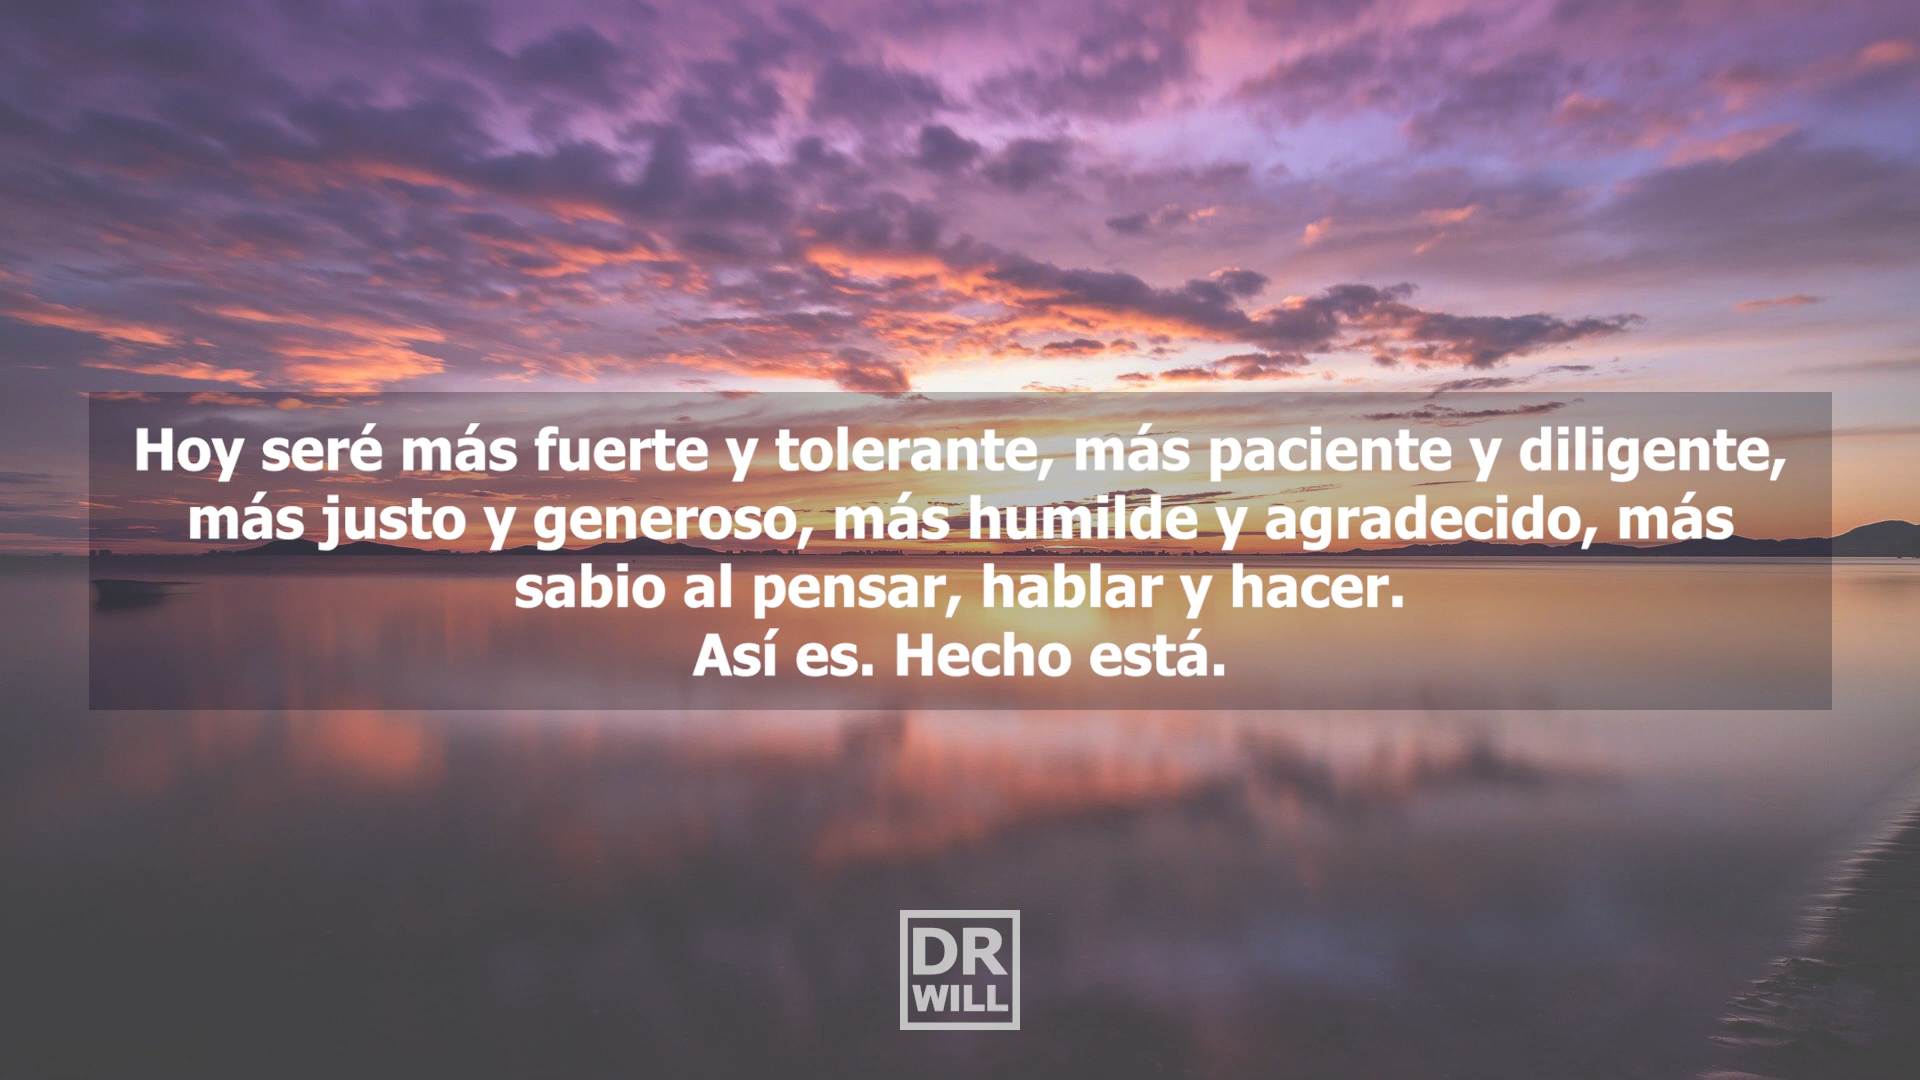 Hoy seré más fuerte y tolerante, más paciente y diligente,
más justo y generoso, más humilde y agradecido, más
sabio al pensar, hablar y hacer.
Así es. Hecho está.
DR
WILL